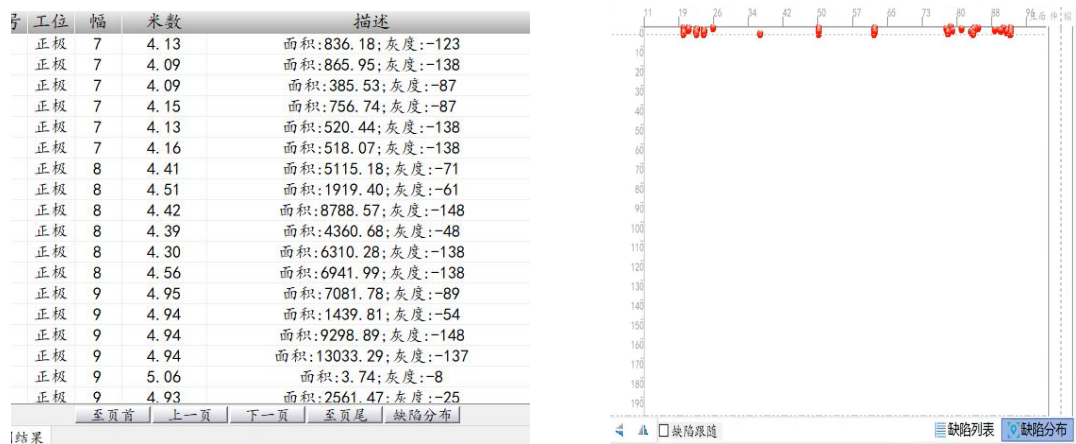 号 工位 幅 米数 描述
正极 7 4.13 面积:836.18;灰度:-123
正极 7 4.09 面积:865.95;灰度:-138
正极 7 4.09 面积:385.53;灰度:-87
正极 7 4.15 面积:756.74;灰度:-87
正极 7 4.13 面积:520.44;灰度:-138
正极 7 4.16 面积:518.07;灰度:-138
正极 8 4.41 面积:5115.18;灰度:-71
正极 8 4.51 面积:1919.40;灰度:-61
正极 8 4.42 面积:8788.57;灰度:-148
正极 8 4.39 面积:4360.68;灰度:-48
正极 8 4.30 面积:6310.28;灰度:-138
正极 8 4.56 面积:6941.99;灰度:-138
正极 9 4.95 面积:7081.78;灰度:-89
正极 9 4.94 面积:1439.81;灰度:-54
正极 9 4.94 面积:9298.89;灰度:-148
正极 9 4.94 面积:13033.29;灰度:-137
正极 9 5.06 面积:3.74;灰度:-8
正极 9 4.93 面积:2561.47;灰度:-25
至页首 上一页 下一页 至页尾 缺陷分布
结果
11 19 26 34 42 50 57 65 73 80 88 96
0
10
20
30
40
50
60
70
80
90
100
110
120
130
140
150
160
170
180
190
缺陷跟随 缺陷列表 缺陷分布